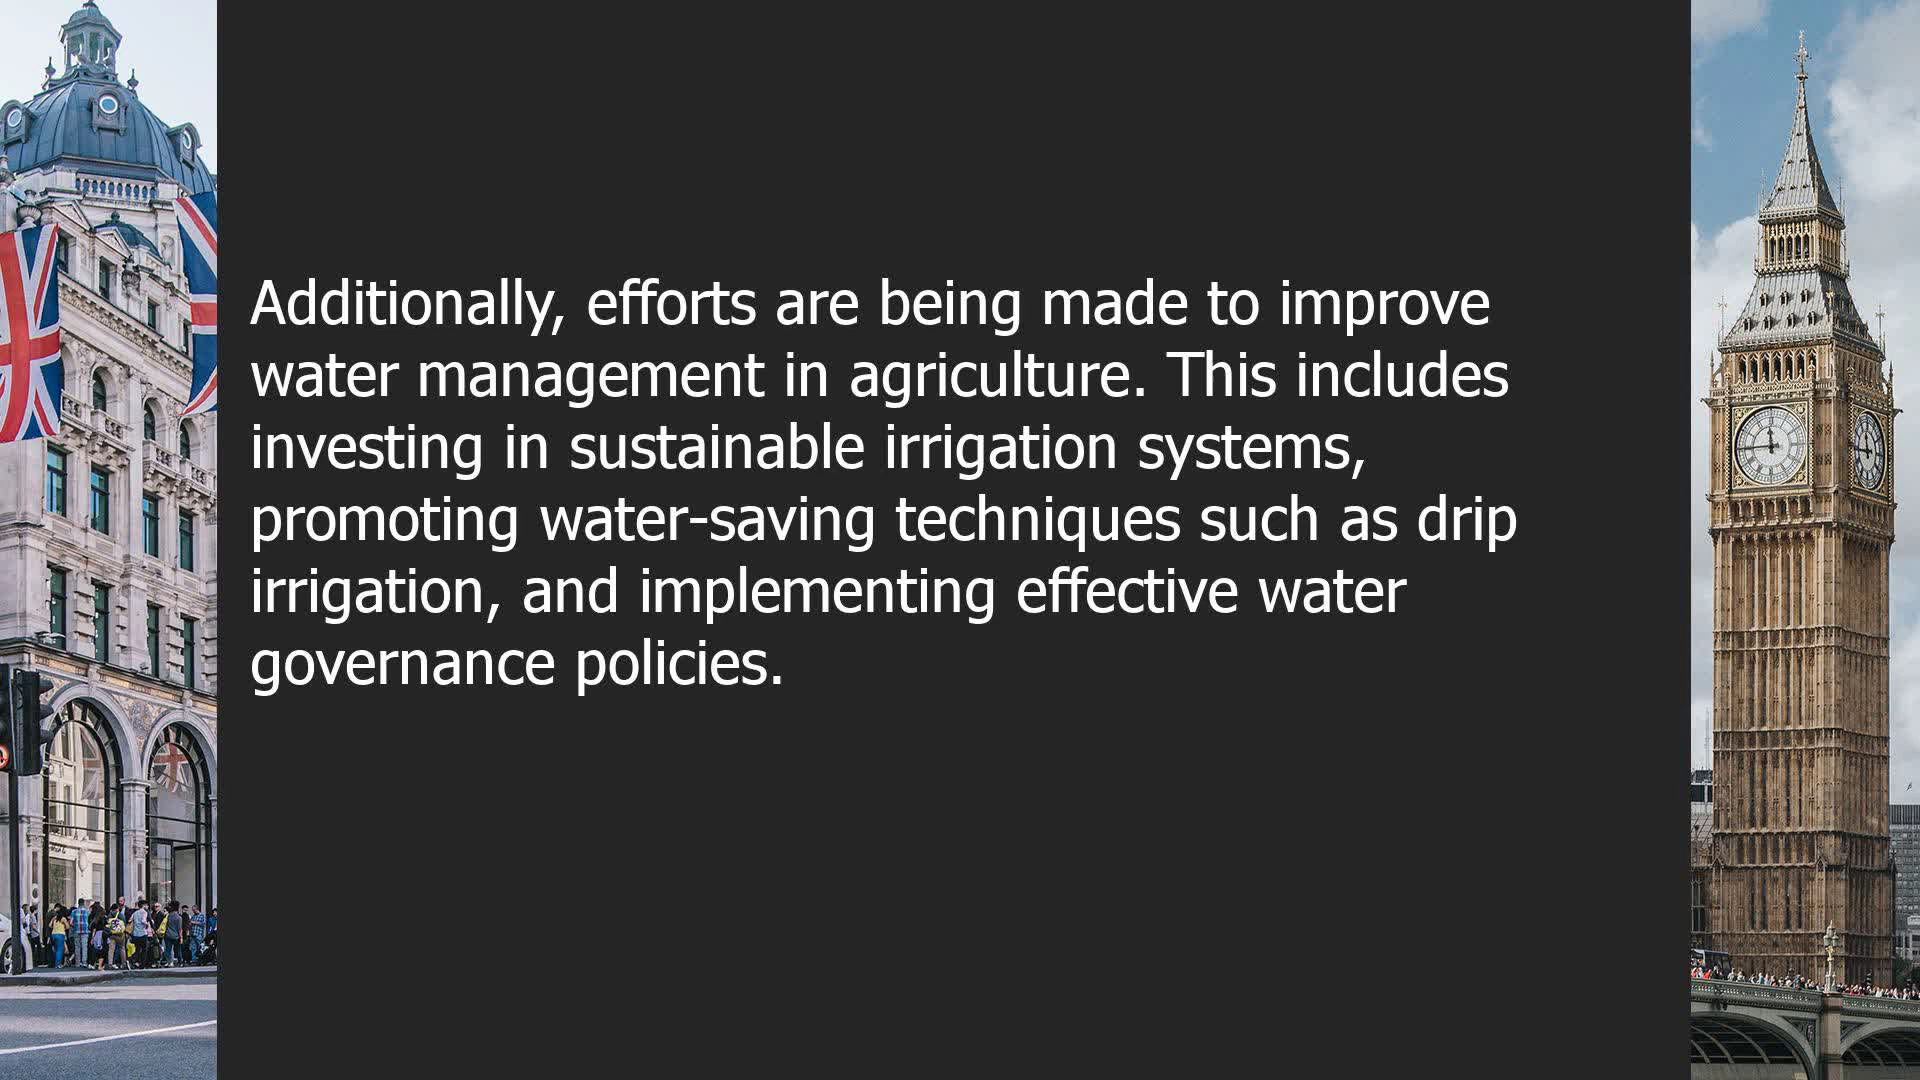 Additionally, efforts are being made to improve
water management in agriculture. This includes
investing in sustainable irrigation systems,
promoting water-saving techniques such as drip
irrigation, and implementing effective water
governance policies.